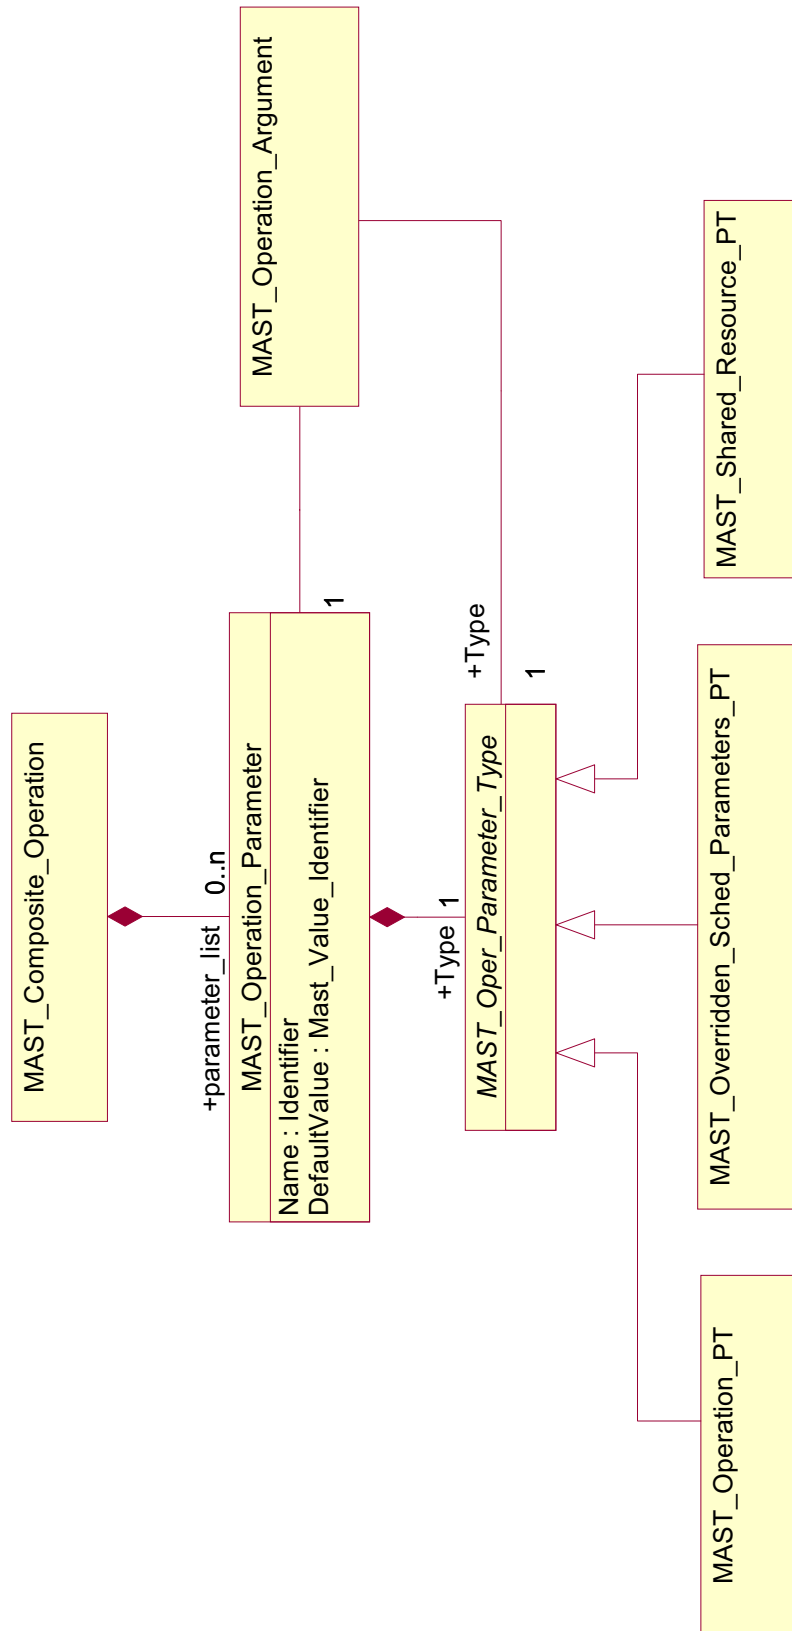 MAST_Composite_Operation
+parameter_list
0..n
MAST_Operation_Parameter
Name : Identifier
DefaultValue : Mast_Value_Identifier
1
MAST_Operation_Argument
+Type
1
+Type
1
MAST_Oper_Parameter_Type
MAST_Operation_PT
MAST_Overridden_Sched_Parameters_PT
MAST_Shared_Resource_PT